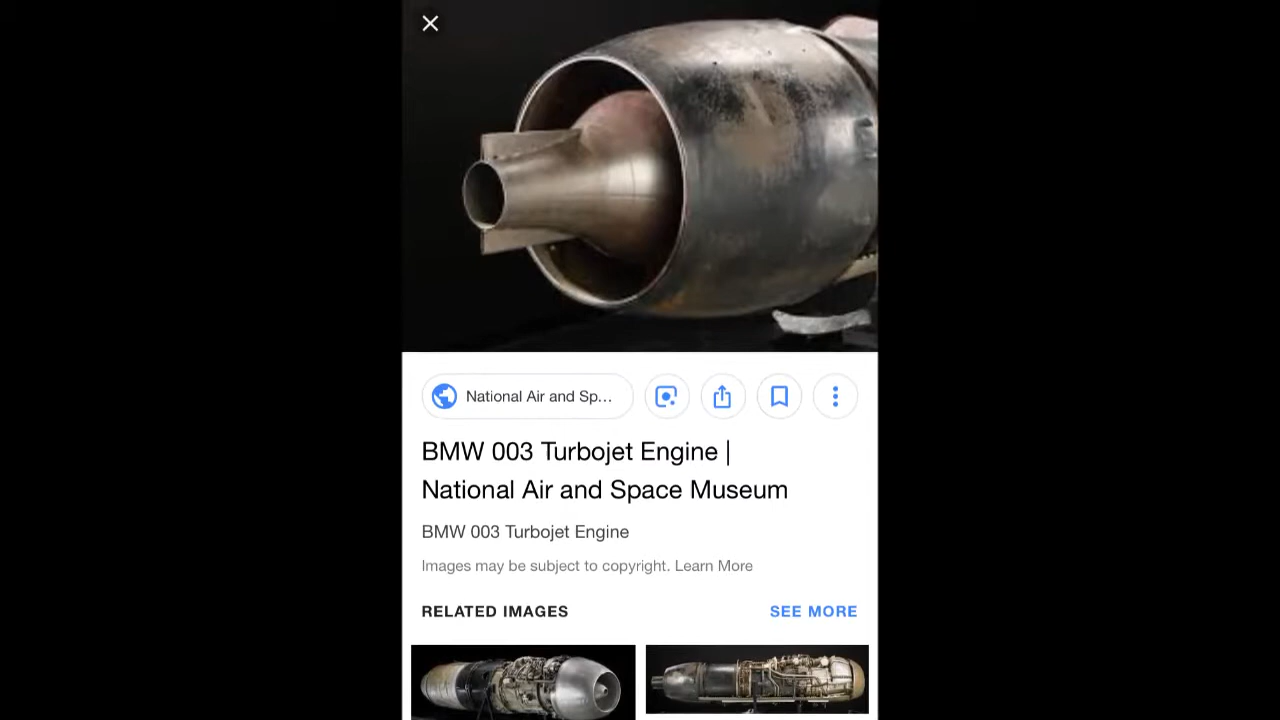 National Air and Sp...
BMW 003 Turbojet Engine |
National Air and Space Museum
BMW 003 Turbojet Engine
Images may be subject to copyright. Learn More
RELATED IMAGES
SEE MORE